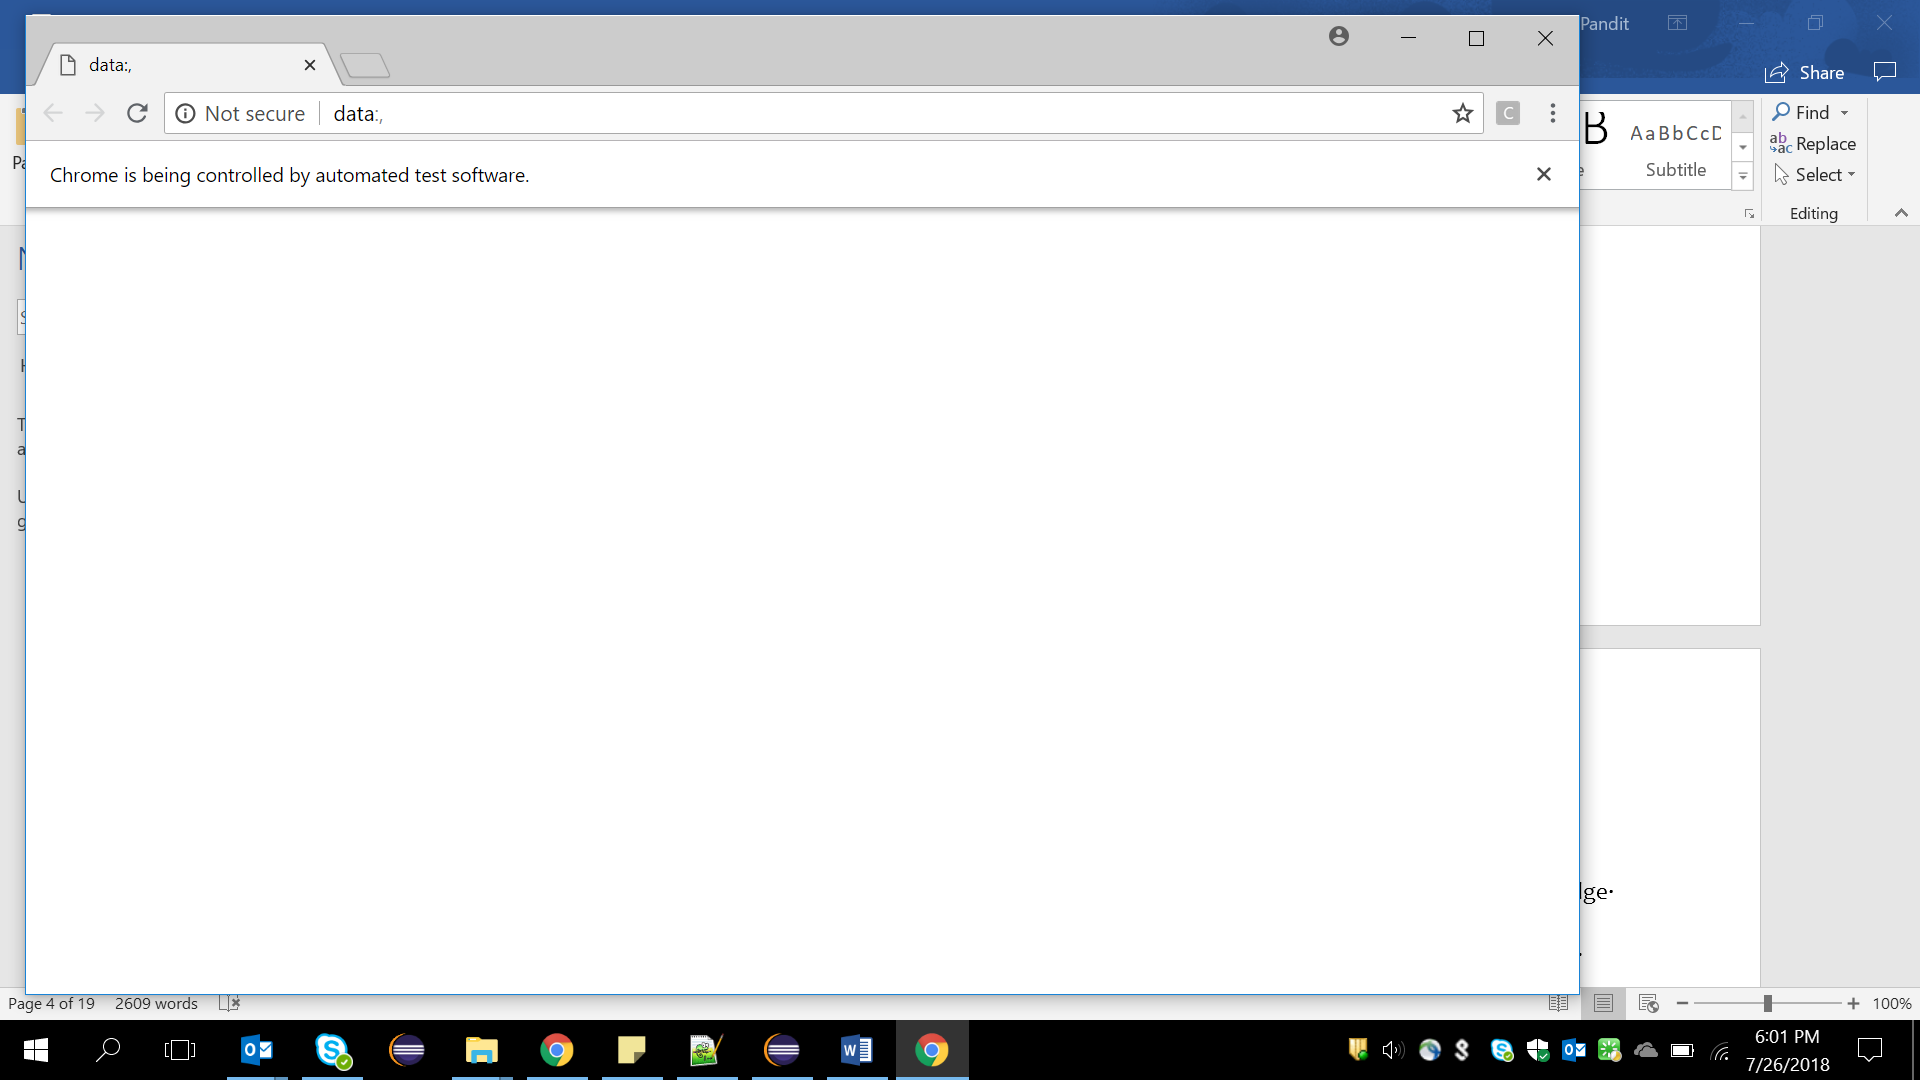 Pandit
data:,
Share
Not secure
data:,
C
Find
B
AaBbCcD
Replace
Subtitle
Select
Chrome is being controlled by automated test software.
Editing
Page 4 of 19
2609 words
100%
6:01 PM
7/26/2018